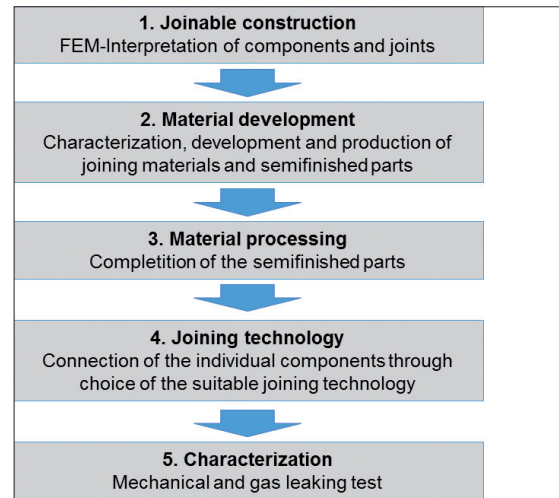 1. Joinable construction
FEM-Interpretation of components and joints
2. Material development
Characterization, development and production of
joining materials and semifinished parts
3. Material processing
Completition of the semifinished parts
4. Joining technology
Connection of the individual components through
choice of the suitable joining technology
5. Characterization
Mechanical and gas leaking test